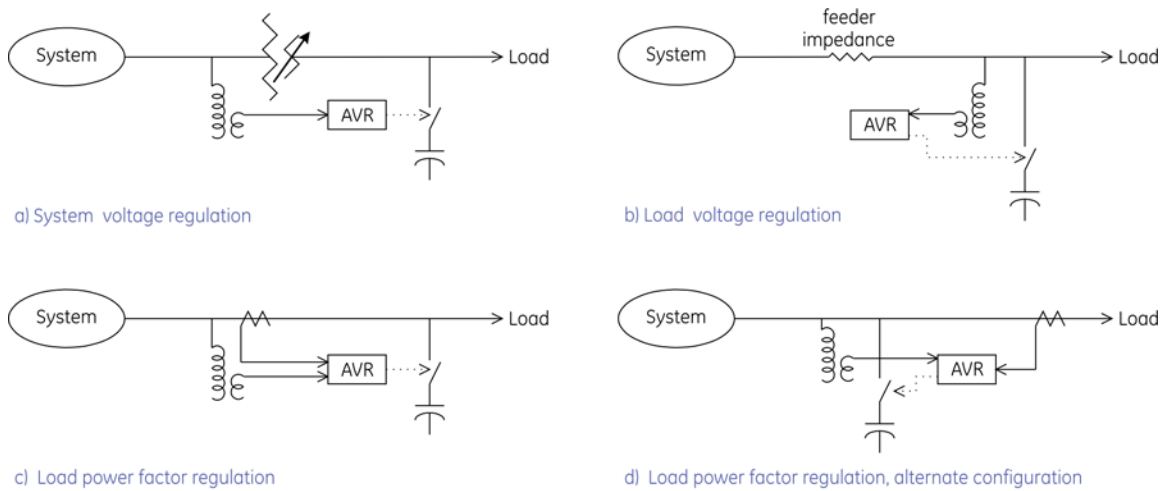 System
Load
AVR
a) System voltage regulation
System
feeder
impedance
Load
AVR
b) Load voltage regulation
System
Load
AVR
c) Load power factor regulation
System
Load
AVR
d) Load power factor regulation, alternate configuration